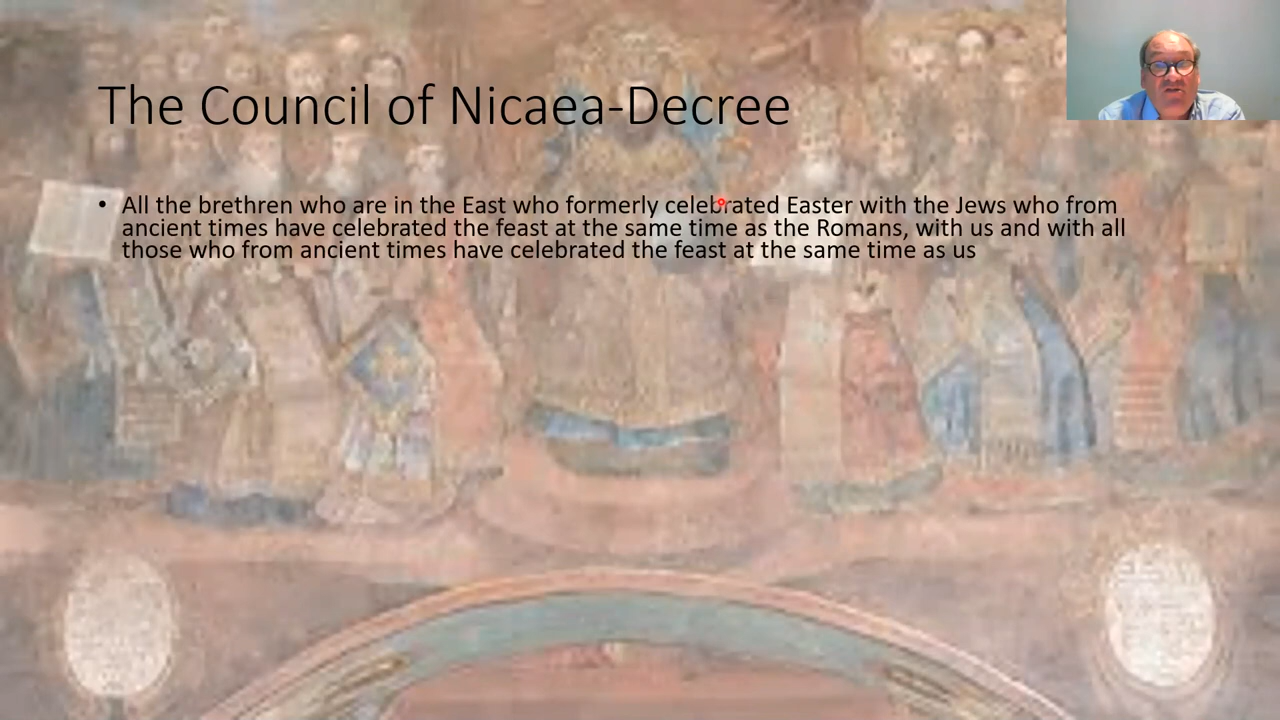 The Council of Nicaea-Decree
• All the brethren who are in the East who formerly celebrated Easter with the Jews who from
ancient times have celebrated the feast at the same time as the Romans, with us and with all
those who from ancient times have celebrated the feast at the same time as us